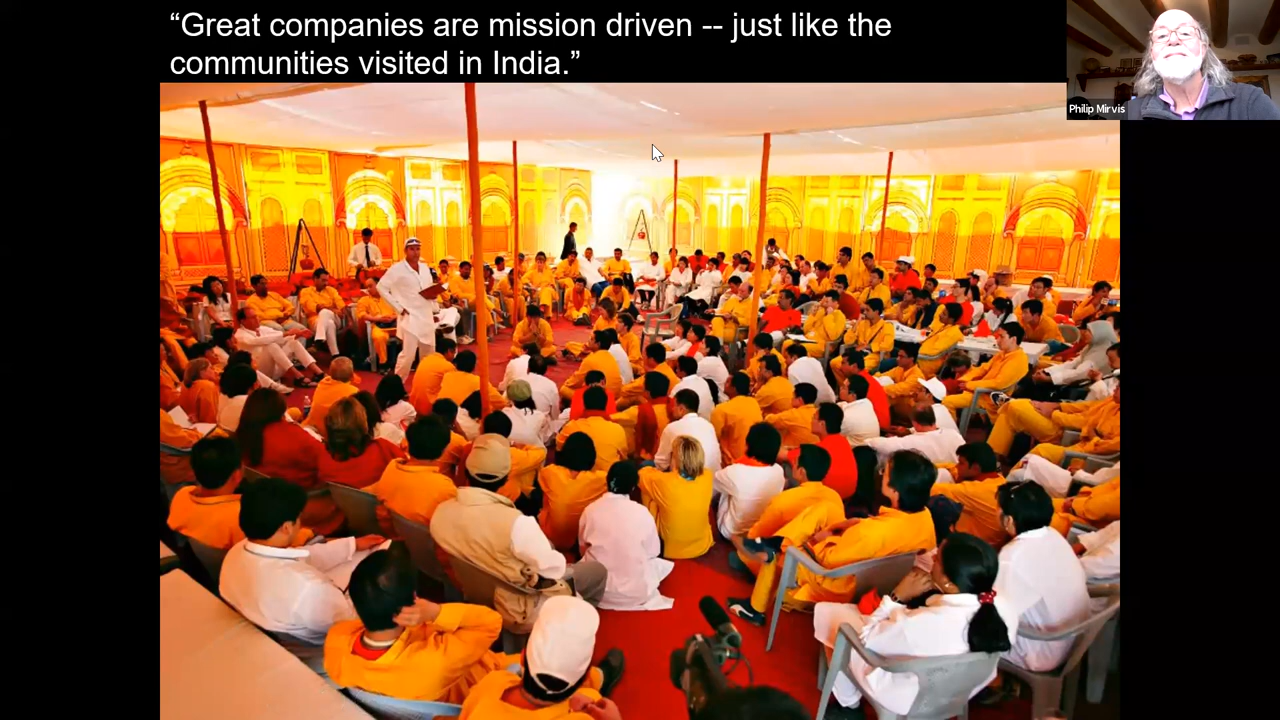 “Great companies are mission driven -- just like the
communities visited in India.”
Philip Mirvis